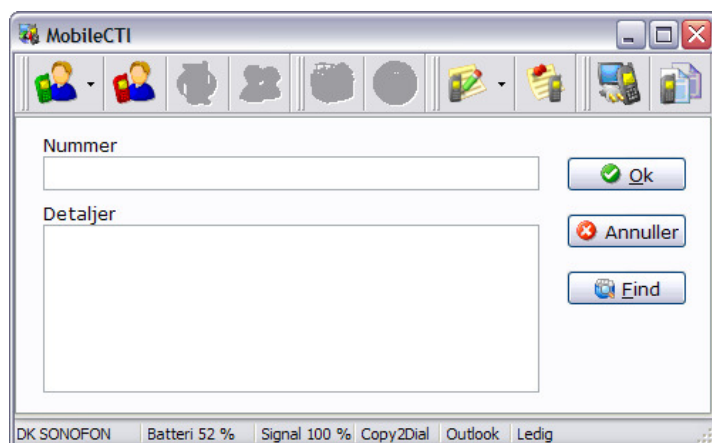 MobileCTI
Nummer
Ok
Detaljer
Annuller
Find
DK SONOFON Batteri 52 % Signal 100 % Copy2Dial Outlook Ledig